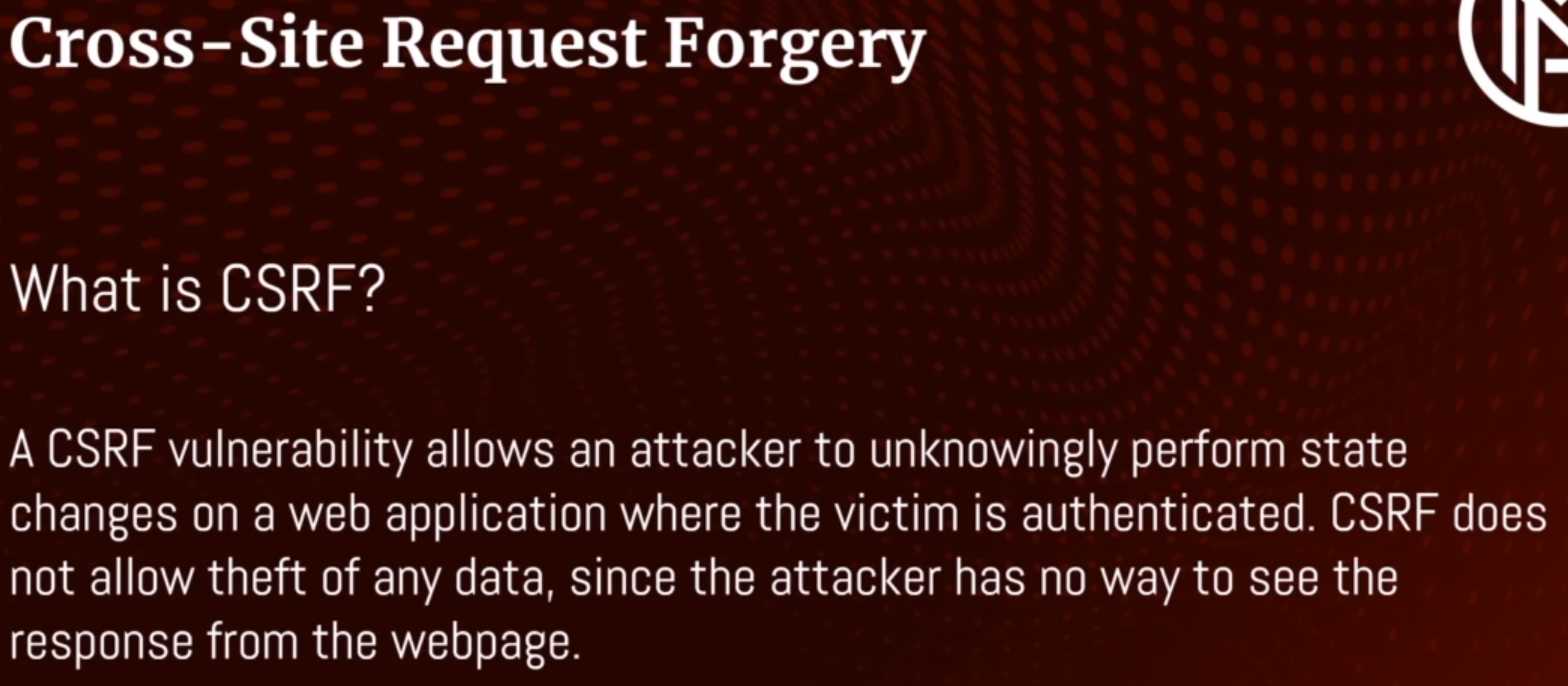 Cross-Site Request Forgery
What is CSRF?
A CSRF vulnerability allows an attacker to unknowingly perform state
changes on a web application where the victim is authenticated. CSRF does
not allow theft of any data, since the attacker has no way to see the
response from the webpage.